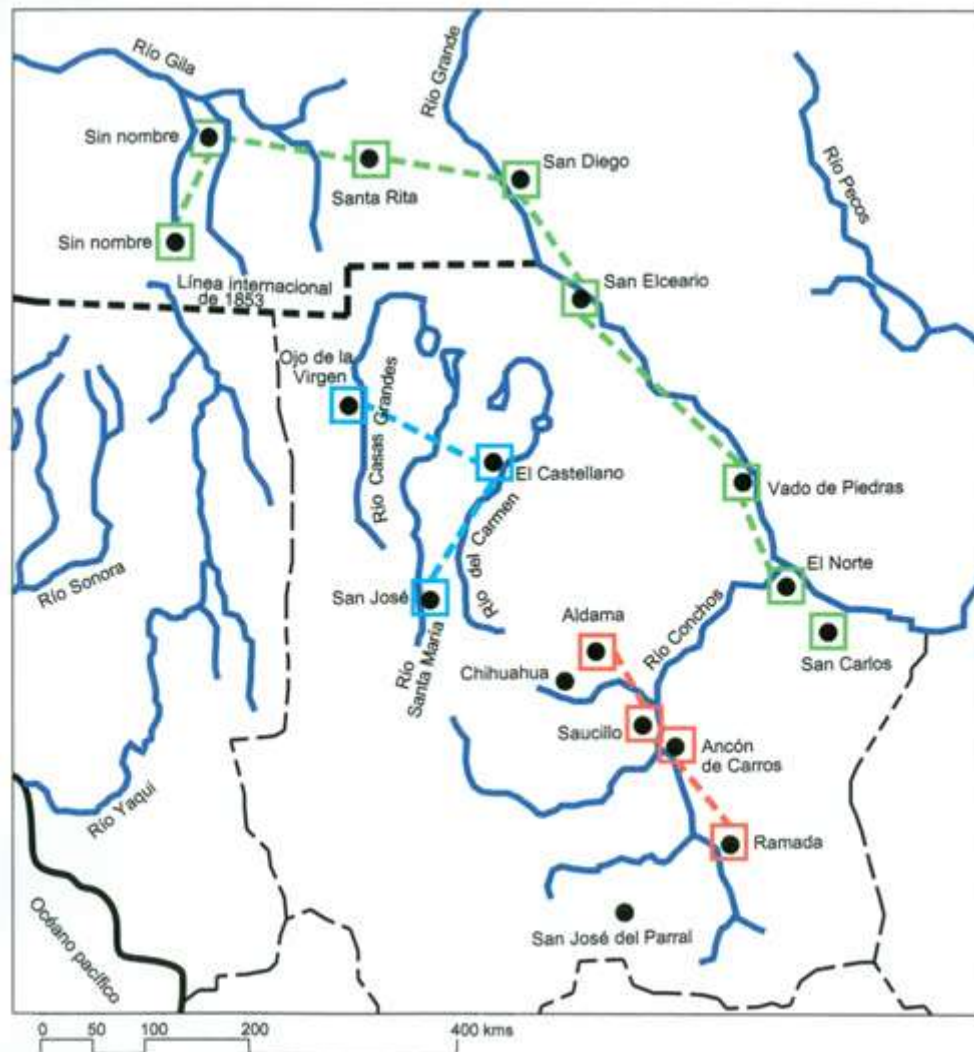 Río Gila
Río Grande
Río Pecos
Sin nombre
Santa Rita
San Diego
Sin nombre
Línea internacional
de 1853
San Elceario
Ojo de la
Virgen
Río Casas Grandes
El Castellano
Vado de Piedras
Río Sonora
San José
Río del Carmen
El Norte
Río
Santa María
Aldama
Río Conchos
San Carlos
Chihuahua
Saucillo
Ancón
de Carros
Río Yaqui
Ramada
Océano pacífico
San José del Parral
0 50 100 200 400 kms